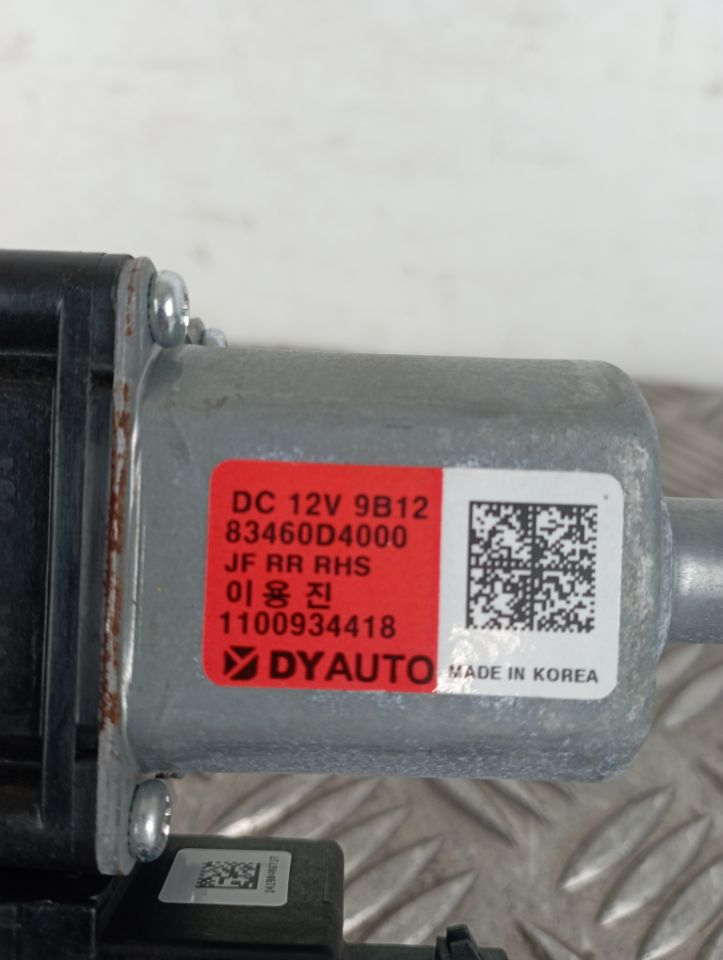 DC 12V 9B12
83460D4000
JF RR RHS
이용진
1100934418
DYAUTO
MADE IN KOREA